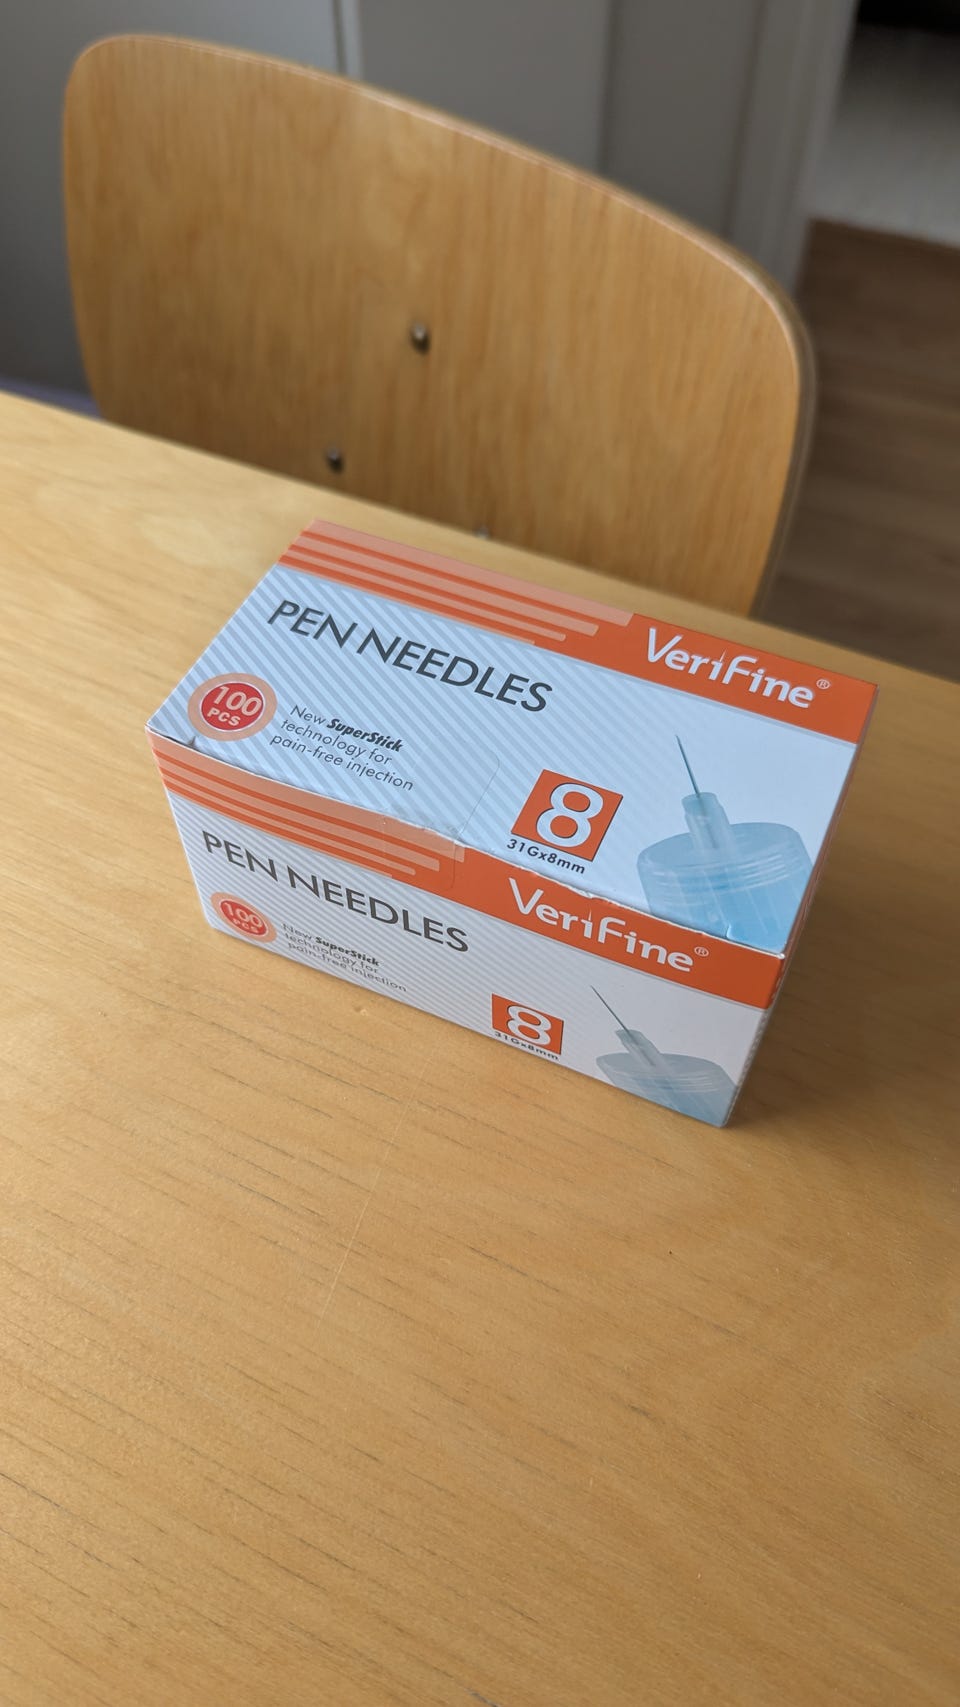 PEN NEEDLES
VeriFine®
100
PCS
New SuperStick
technology for
pain-free injection
8
31Gx8mm
PEN NEEDLES
VeriFine®
100
PCS
New SuperStick
technology for
pain-free injection
8
31Gx8mm